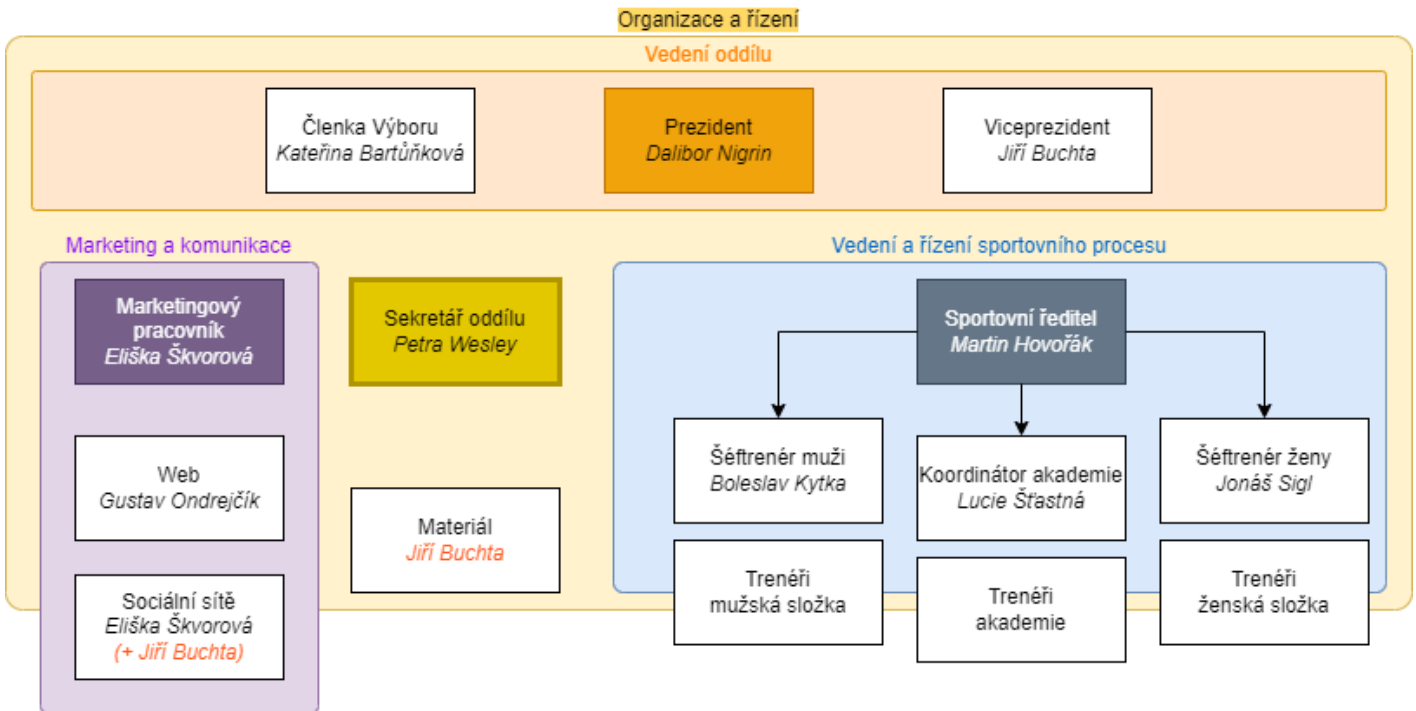 Organizace a řízení
Vedení oddílu
Členka Výboru
Kateřina Bartůňková
Prezident
Dalibor Nigrin
Viceprezident
Jiří Buchta
Marketing a komunikace
Marketingový
pracovník
Eliška Škvorová
Web
Gustav Ondrejčík
Sociální sítě
Eliška Škvorová
(+ Jiří Buchta)
Sekretář oddílu
Petra Wesley
Materiál
Jiří Buchta
Vedení a řízení sportovního procesu
Sportovní ředitel
Martin Hovořák
Šéftrenér muži
Boleslav Kytka
Koordinátor akademie
Lucie Šťastná
Šéftrenér ženy
Jonáš Sigl
Trenéři
mužská složka
Trenéři
akademie
Trenéři
ženská složka